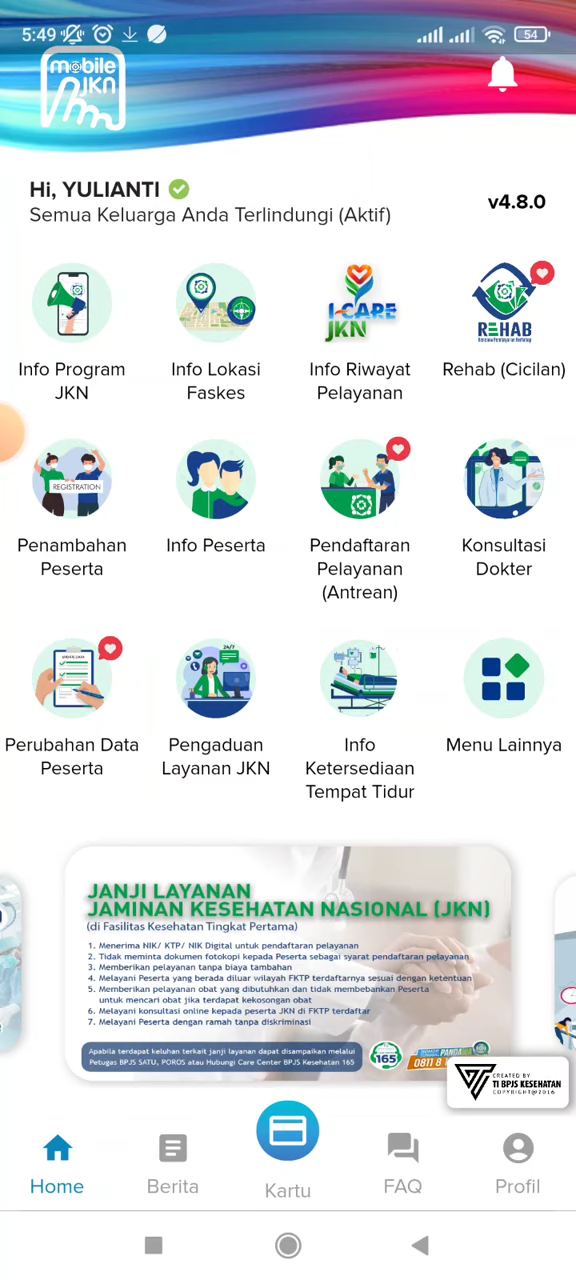 5:49
54
mobile
JKN
Hi, YULIANTI
v4.8.0
Semua Keluarga Anda Terlindungi (Aktif)
I-CARE
JKN
REHAB
Info Program
JKN
Info Lokasi
Faskes
Info Riwayat
Pelayanan
Rehab (Cicilan)
REGISTRATION
Penambahan
Peserta
Info Peserta
Pendaftaran
Pelayanan
(Antrean)
Konsultasi
Dokter
24/7
Perubahan Data
Peserta
Pengaduan
Layanan JKN
Info
Ketersediaan
Tempat Tidur
Menu Lainnya
JANJI LAYANAN
JAMINAN KESEHATAN NASIONAL (JKN)
(di Fasilitas Kesehatan Tingkat Pertama)
1. Menerima NIK/ KTP/ NIK Digital untuk pendaftaran pelayanan
2. Tidak meminta dokumen fotokopi kepada Peserta sebagai syarat pendaftaran pelayanan
3. Memberikan pelayanan tanpa biaya tambahan
4. Melayani Peserta yang berada diluar wilayah FKTP terdaftarnya sesuai dengan ketentuan
5. Memberikan pelayanan obat yang dibutuhkan dan tidak membebankan Peserta
untuk mencari obat jika terdapat kekosongan obat
6. Melayani konsultasi online kepada peserta JKN di FKTP terdaftar
7. Melayani Peserta dengan ramah tanpa diskriminasi
Apabila terdapat keluhan terkait janji layanan dapat disampaikan melalui
Petugas BPJS SATU, POROS atau Hubungi Care Center BPJS Kesehatan 165
165
PANDA
0811 8
CREATED BY
TI BPJS KESEHATAN
COPYRIGHT@2016
Home
Berita
Kartu
FAQ
Profil